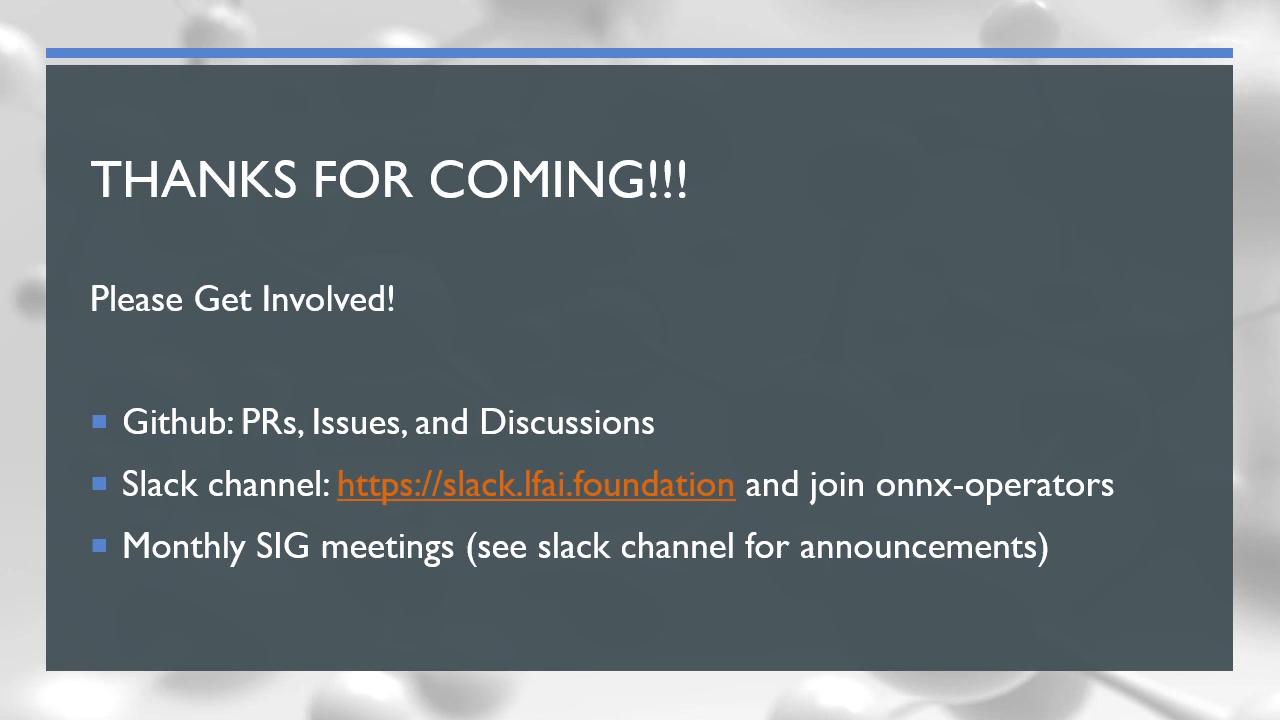 THANKS FOR COMING!!!
Please Get Involved!
Github: PRs, Issues, and Discussions
Slack channel: https://slack.lfai.foundation and join onnx-operators
Monthly SIG meetings (see slack channel for announcements)